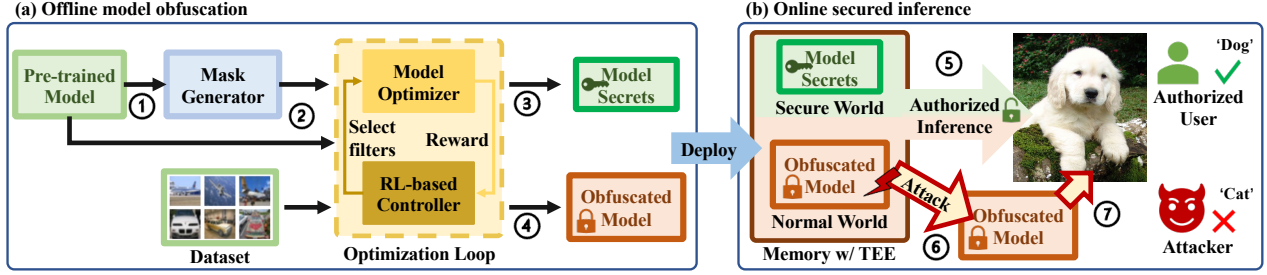 (a) Offline model obfuscation
Pre-trained
Model
①
Mask
Generator
②
Model
Optimizer
Select
filters
Reward
RL-based
Controller
Optimization Loop
Dataset
③
Model
Secrets
④
Obfuscated
Model
Deploy
(b) Online secured inference
Model
Secrets
Secure World
Obfuscated
Model
Normal World
Memory w/ TEE
⑤
Authorized
Inference
Attack
⑥
Obfuscated
Model
⑦
'Dog'
Authorized
User
'Cat'
Attacker